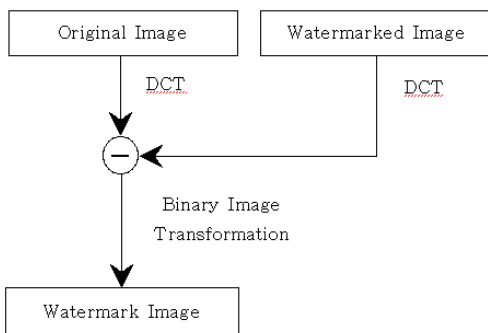 Original Image
Watermarked Image
DCT
DCT
Binary Image
Transformation
Watermark Image